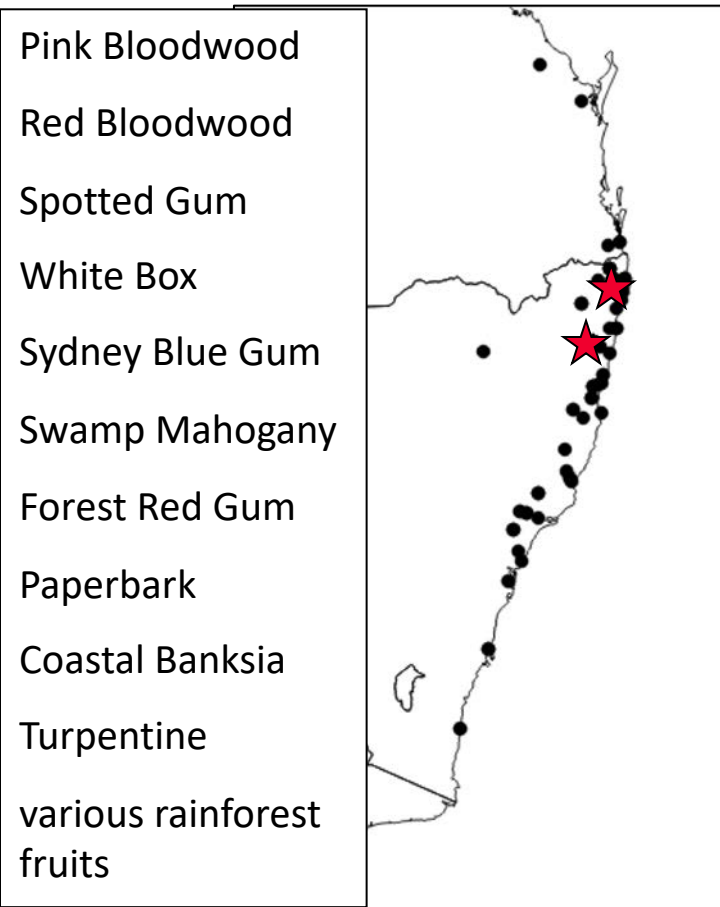 Pink Bloodwood
Red Bloodwood
Spotted Gum
White Box
Sydney Blue Gum
Swamp Mahogany
Forest Red Gum
Paperbark
Coastal Banksia
Turpentine
various rainforest
fruits